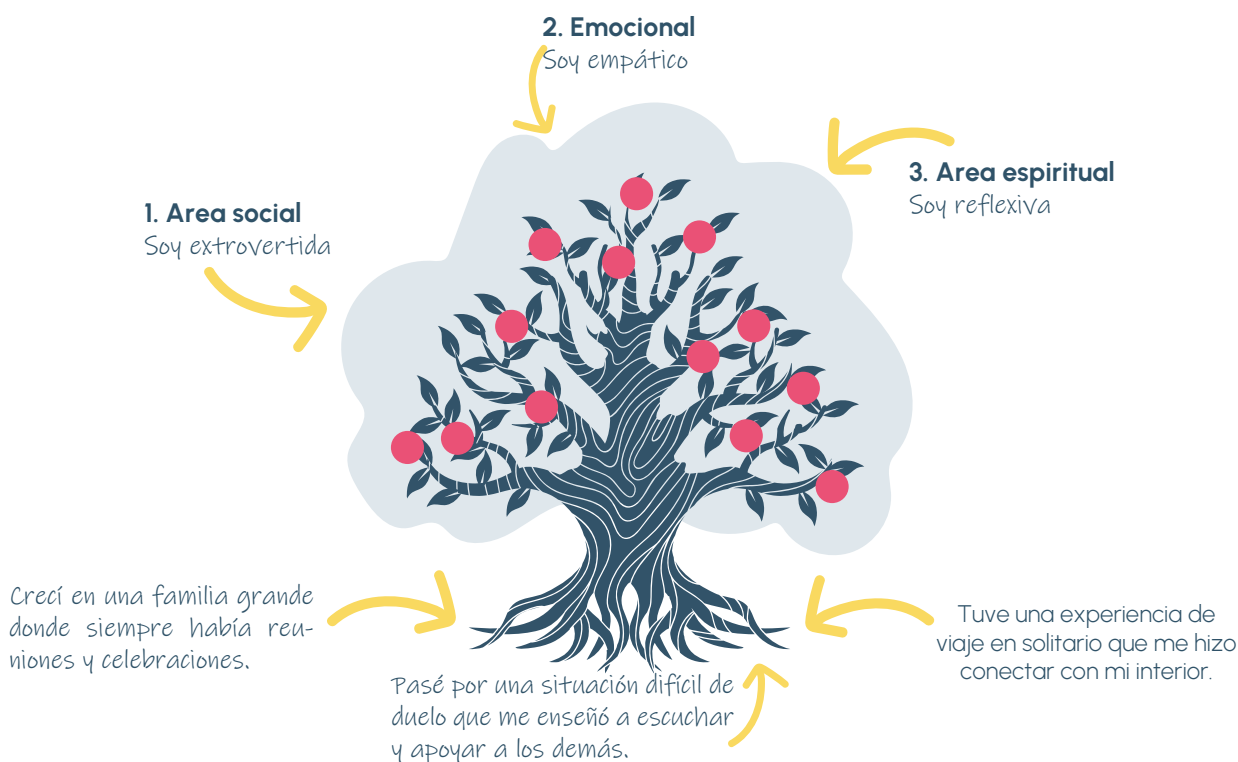 2. Emocional
Soy empático
3. Area espiritual
Soy reflexiva
1. Area social
Soy extrovertida
Crecí en una familia grande
donde siempre había reu-
niones y celebraciones.
Tuve una experiencia de
viaje en solitario que me hizo
conectar con mi interior.
Pasé por una situación difícil de
duelo que me enseñó a escuchar
y apoyar a los demás.